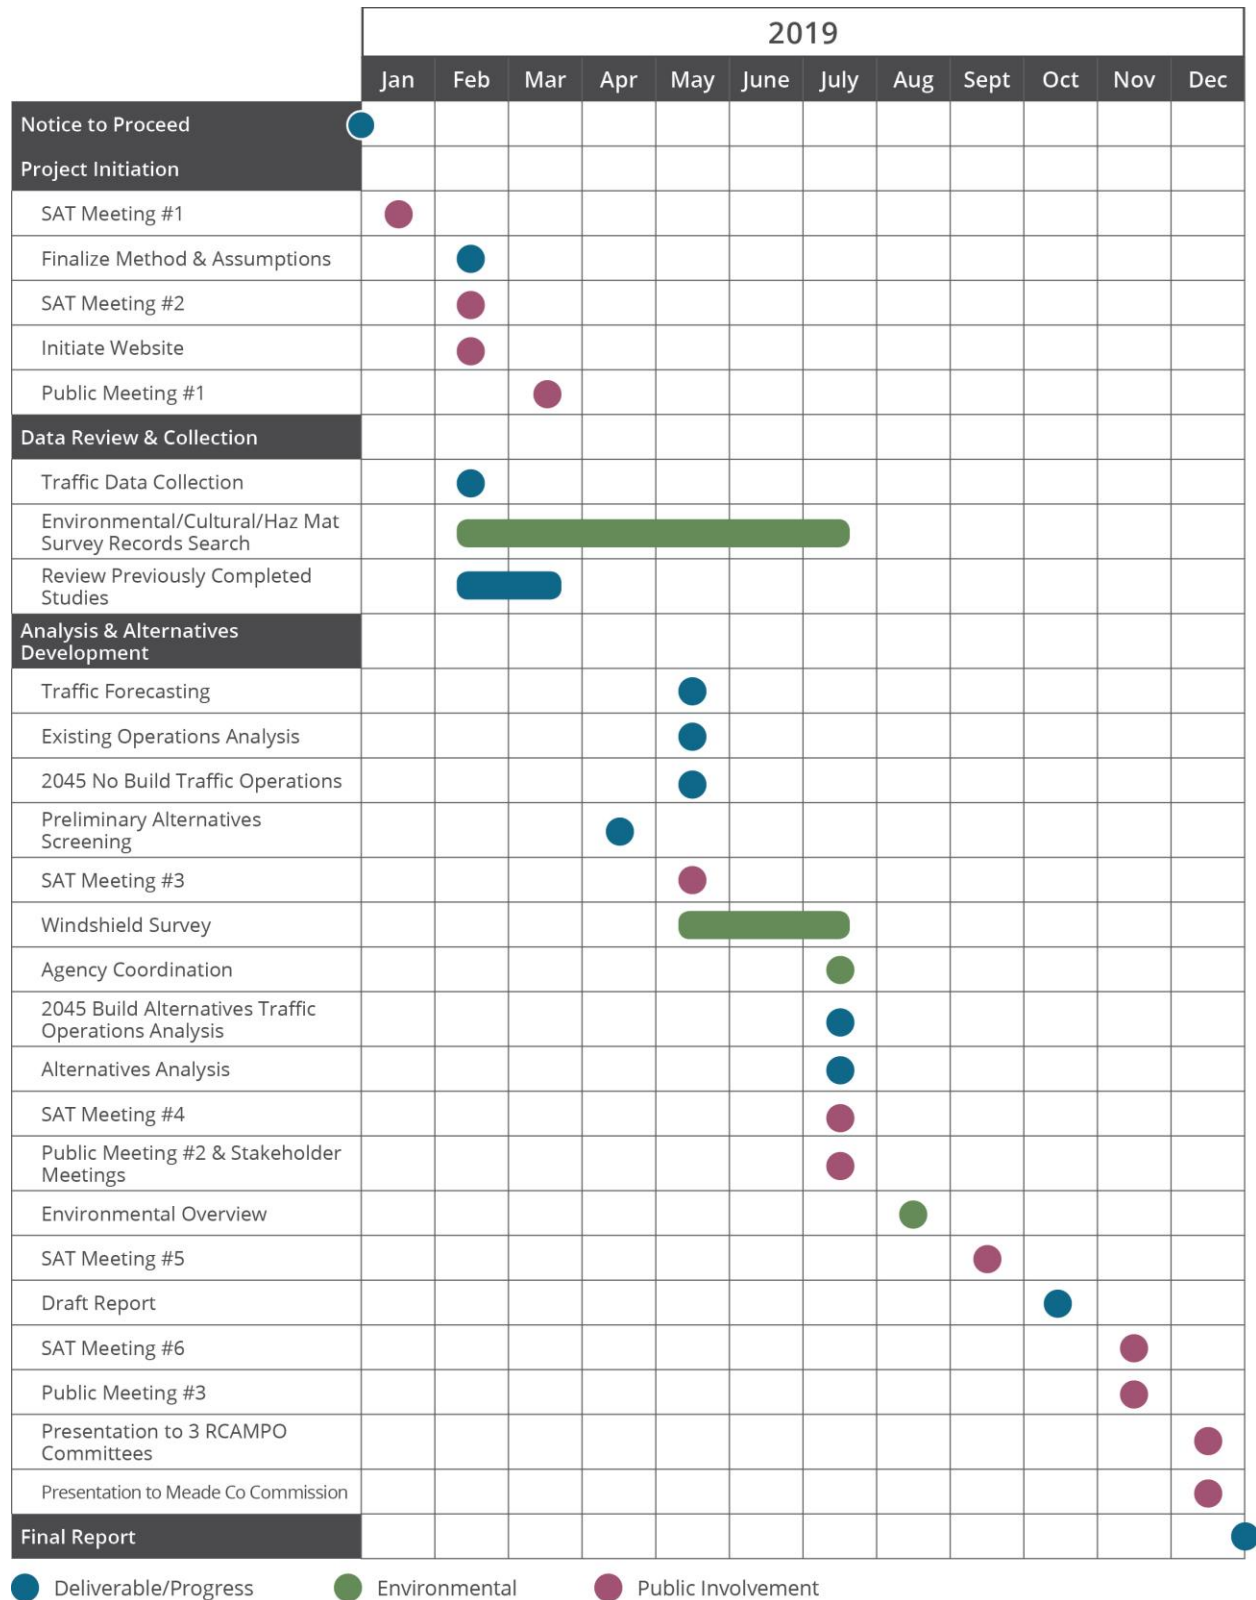 2019
Jan Feb Mar Apr May June July Aug Sept Oct Nov Dec
Notice to Proceed
Project Initiation
SAT Meeting #1
Finalize Method & Assumptions
SAT Meeting #2
Initiate Website
Public Meeting #1
Data Review & Collection
Traffic Data Collection
Environmental/Cultural/Haz Mat
Survey Records Search
Review Previously Completed
Studies
Analysis & Alternatives
Development
Traffic Forecasting
Existing Operations Analysis
2045 No Build Traffic Operations
Preliminary Alternatives
Screening
SAT Meeting #3
Windshield Survey
Agency Coordination
2045 Build Alternatives Traffic
Operations Analysis
Alternatives Analysis
SAT Meeting #4
Public Meeting #2 & Stakeholder
Meetings
Environmental Overview
SAT Meeting #5
Draft Report
SAT Meeting #6
Public Meeting #3
Presentation to 3 RCAMPO
Committees
Presentation to Meade Co Commission
Final Report
Deliverable/Progress Environmental Public Involvement